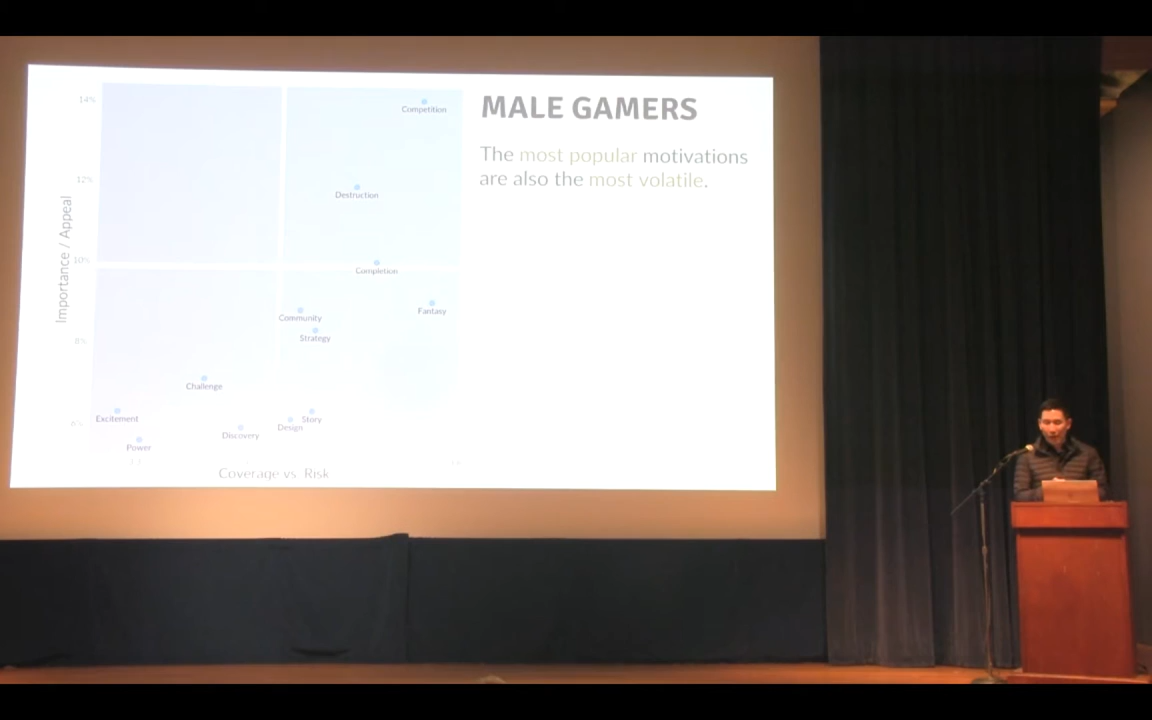 MALE GAMERS
The most popular motivations
are also the most volatile.
14%
12%
10%
8%
Importance / Appeal
Competition
Destruction
Completion
Fantasy
Community
Strategy
Challenge
Excitement
Story
Design
Discovery
Power
Coverage vs. Risk